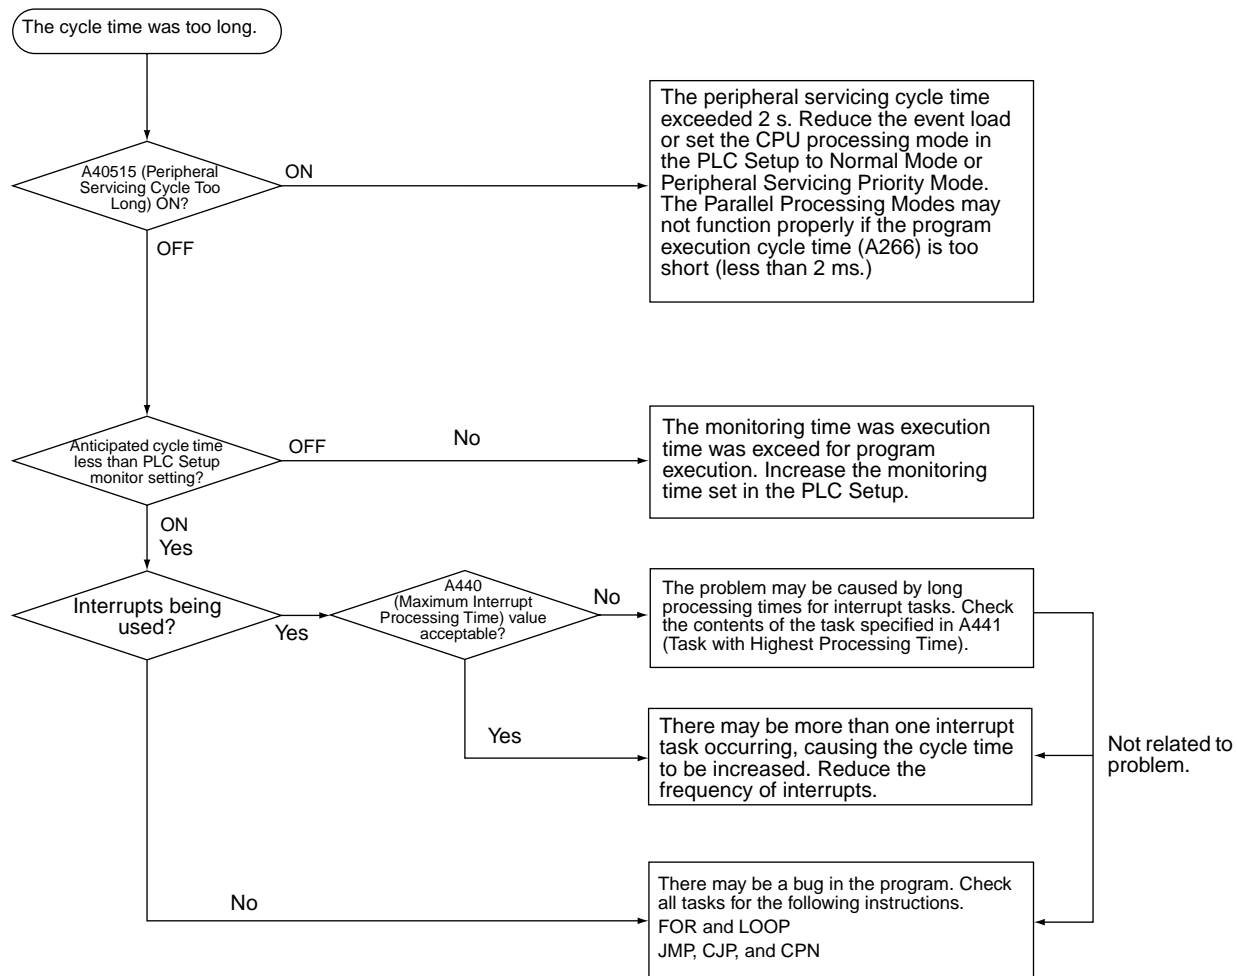 The cycle time was too long.
A40515 (Peripheral
Servicing Cycle Too
Long) ON?
ON
OFF
The peripheral servicing cycle time
exceeded 2 s. Reduce the event load
or set the CPU processing mode in
the PLC Setup to Normal Mode or
Peripheral Servicing Priority Mode.
The Parallel Processing Modes may
not function properly if the program
execution cycle time (A266) is too
short (less than 2 ms.)
Anticipated cycle time
less than PLC Setup
monitor setting?
OFF
No
The monitoring time was execution
time was exceed for program
execution. Increase the monitoring
time set in the PLC Setup.
ON
Yes
Interrupts being
used?
Yes
A440
(Maximum Interrupt
Processing Time) value
acceptable?
No
The problem may be caused by long
processing times for interrupt tasks. Check
the contents of the task specified in A441
(Task with Highest Processing Time).
Yes
There may be more than one interrupt
task occurring, causing the cycle time
to be increased. Reduce the
frequency of interrupts.
Not related to
problem.
No
There may be a bug in the program. Check
all tasks for the following instructions.
FOR and LOOP
JMP, CJP, and CPN